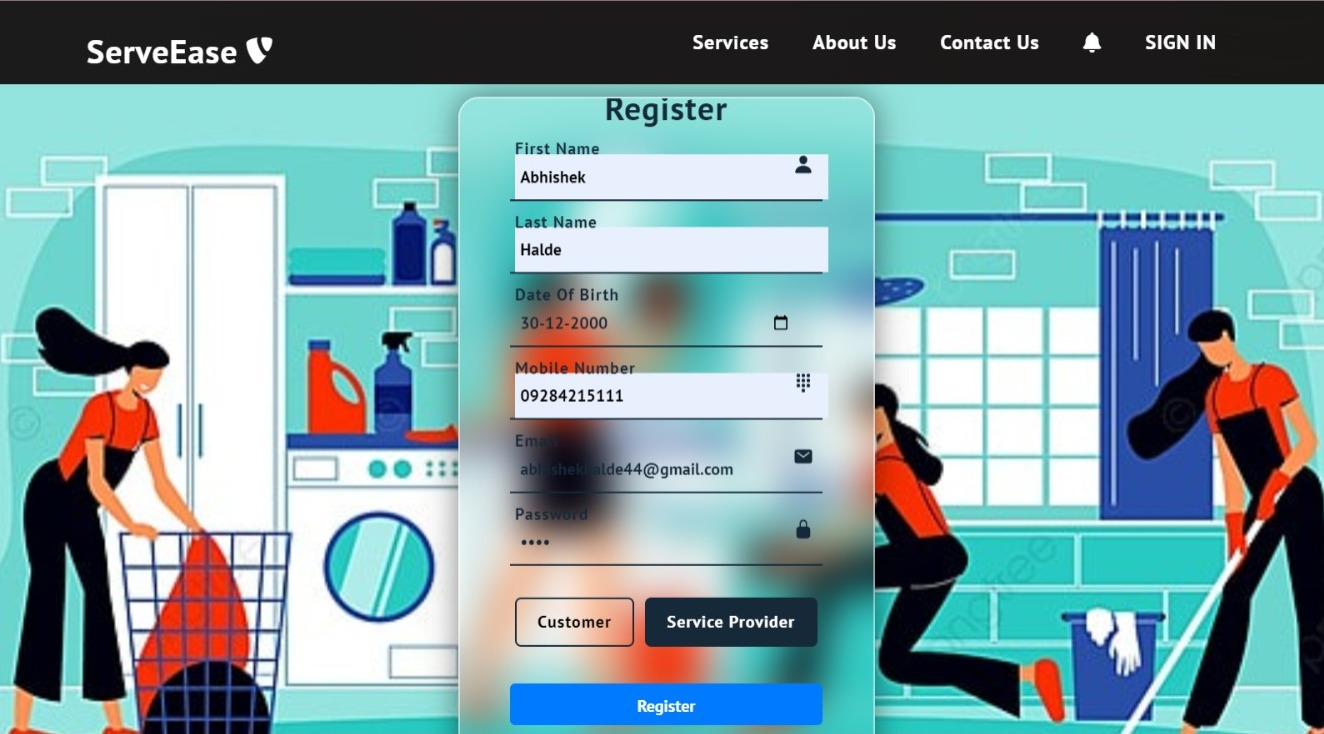 ServeEase
Services About Us Contact Us SIGN IN
Register
First Name
Abhishek
Last Name
Halde
Date Of Birth
30-12-2000
Mobile Number
09284215111
Email
abhishekhalde44@gmail.com
Password
••••
Customer Service Provider
Register